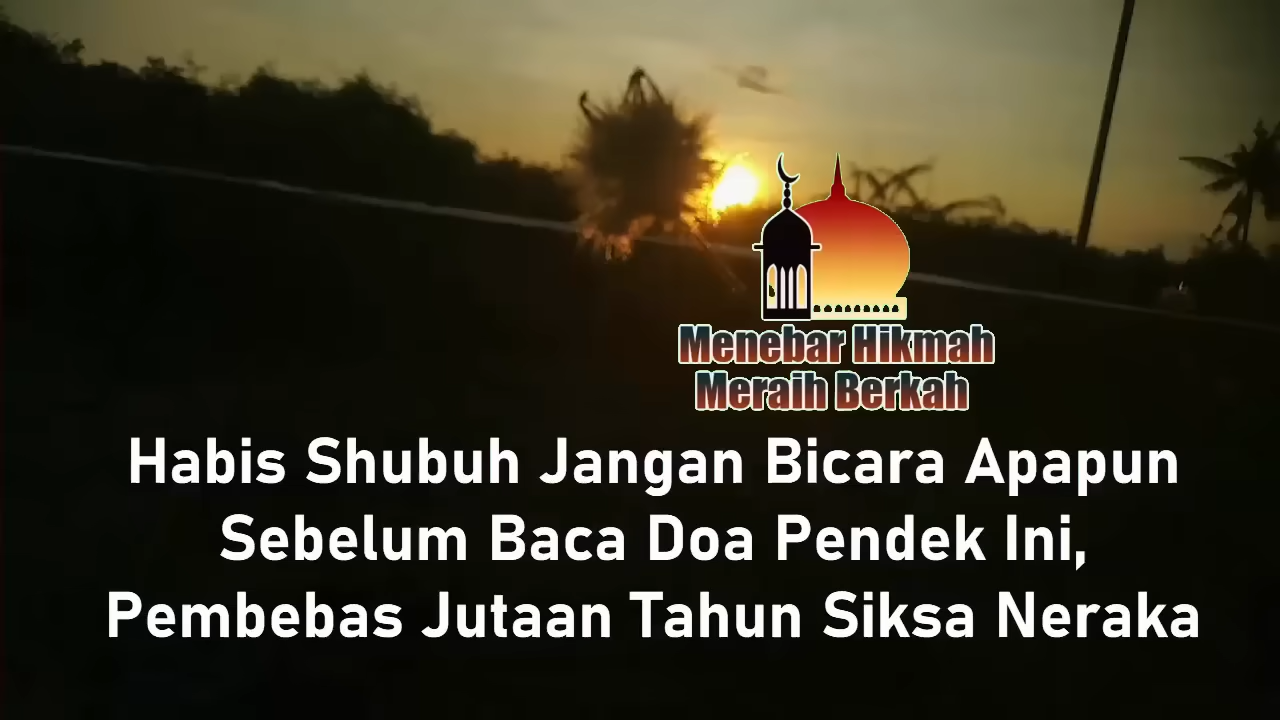 Menebar Hikmah
Meraih Berkah
Habis Shubuh Jangan Bicara Apapun
Sebelum Baca Doa Pendek Ini,
Pembebas Jutaan Tahun Siksa Neraka